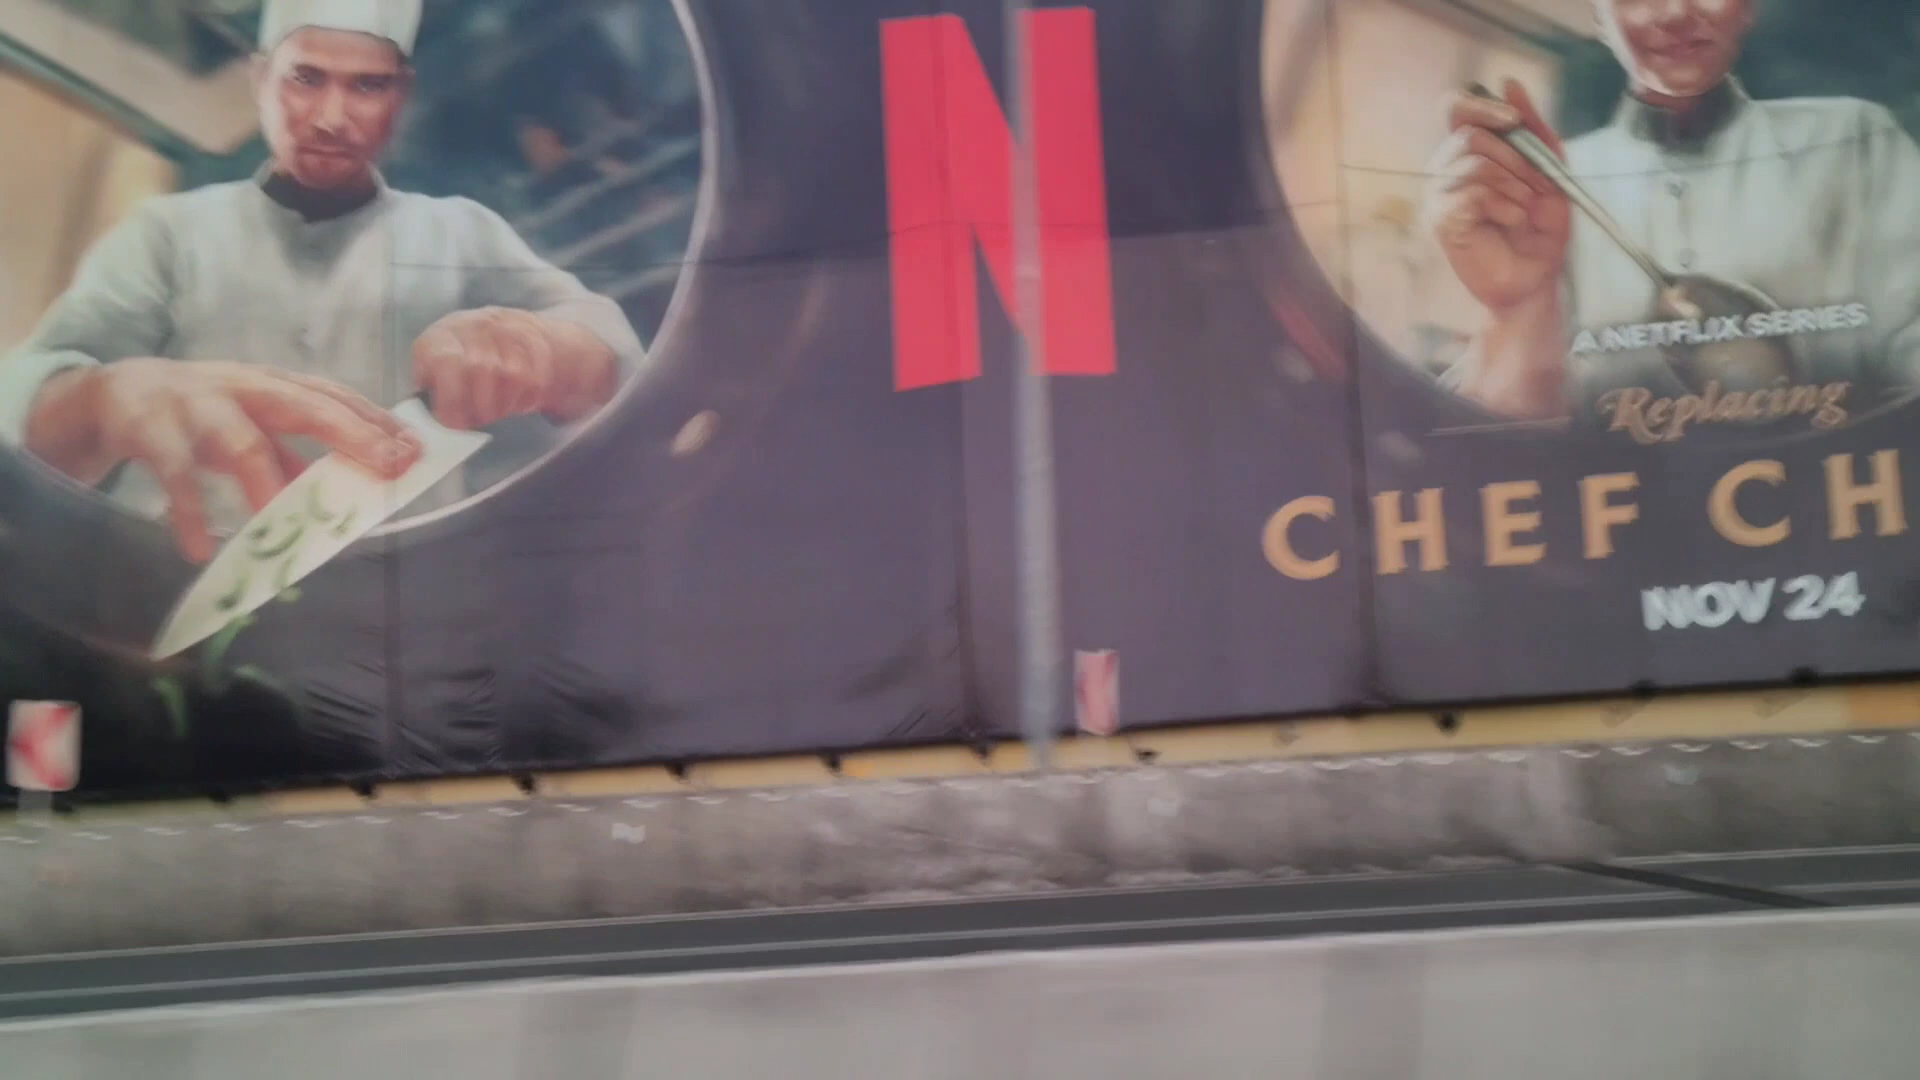 N
A NETFLIX SERIES
Replacing
CHEF CH
NOV 24